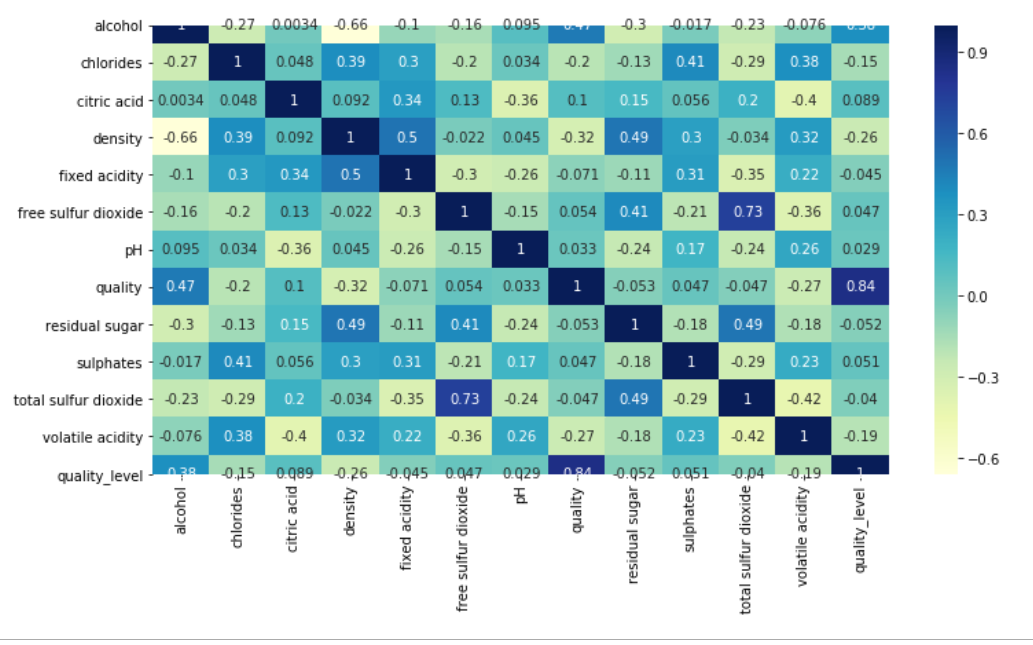 alcohol 1 -0.27 0.0034 -0.66 -0.1 -0.16 0.095 0.47 -0.3 -0.017 -0.23 -0.076 0.38
chlorides -0.27 1 0.048 0.39 0.3 -0.2 0.034 -0.2 -0.13 0.41 -0.29 0.38 -0.15
citric acid 0.0034 0.048 1 0.092 0.34 0.13 -0.36 0.1 0.15 0.056 0.2 -0.4 0.089
density -0.66 0.39 0.092 1 0.5 -0.022 0.045 -0.32 0.49 0.3 -0.034 0.32 -0.26
fixed acidity -0.1 0.3 0.34 0.5 1 -0.3 -0.26 -0.071 -0.11 0.31 -0.35 0.22 -0.045
free sulfur dioxide -0.16 -0.2 0.13 -0.022 -0.3 1 -0.15 0.054 0.41 -0.21 0.73 -0.36 0.047
pH 0.095 0.034 -0.36 0.045 -0.26 -0.15 1 0.033 -0.24 0.17 -0.24 0.26 0.029
quality 0.47 -0.2 0.1 -0.32 -0.071 0.054 0.033 1 -0.053 0.047 -0.047 -0.27 0.84
residual sugar -0.3 -0.13 0.15 0.49 -0.11 0.41 -0.24 -0.053 1 -0.18 0.49 -0.18 -0.052
sulphates -0.017 0.41 0.056 0.3 0.31 -0.21 0.17 0.047 -0.18 1 -0.29 0.23 0.051
total sulfur dioxide -0.23 -0.29 0.2 -0.034 -0.35 0.73 -0.24 -0.047 0.49 -0.29 1 -0.42 -0.04
volatile acidity -0.076 0.38 -0.4 0.32 0.22 -0.36 0.26 -0.27 -0.18 0.23 -0.42 1 -0.19
quality_level 0.38 -0.15 0.089 -0.26 -0.045 0.047 0.029 0.84 -0.052 0.051 -0.04 -0.19 1
alcohol
chlorides
citric acid
density
fixed acidity
free sulfur dioxide
pH
quality
residual sugar
sulphates
total sulfur dioxide
volatile acidity
quality_level
0.9
0.6
0.3
0.0
−0.3
−0.6